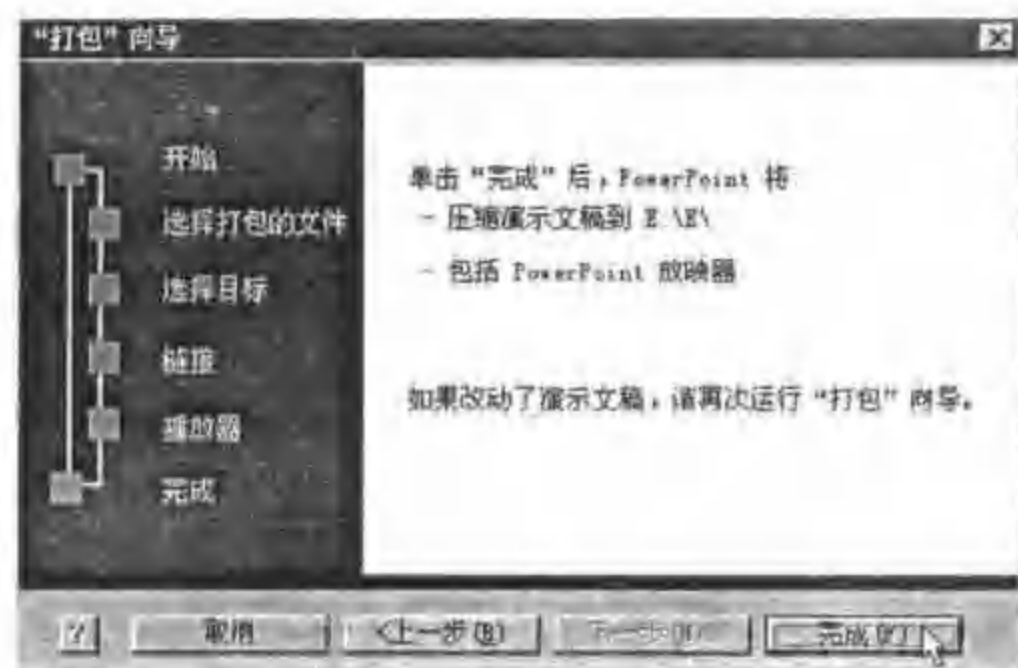 “打包”向导
开始
选择打包的文件
选择目标
链接
播放器
完成
单击“完成”后，PowerPoint 将
- 压缩演示文稿到 E:\E\
- 包括 PowerPoint 放映器
如果改动了演示文稿，请再次运行“打包”向导。
取消
<上一步(B)
下一步(N)>
完成(F)